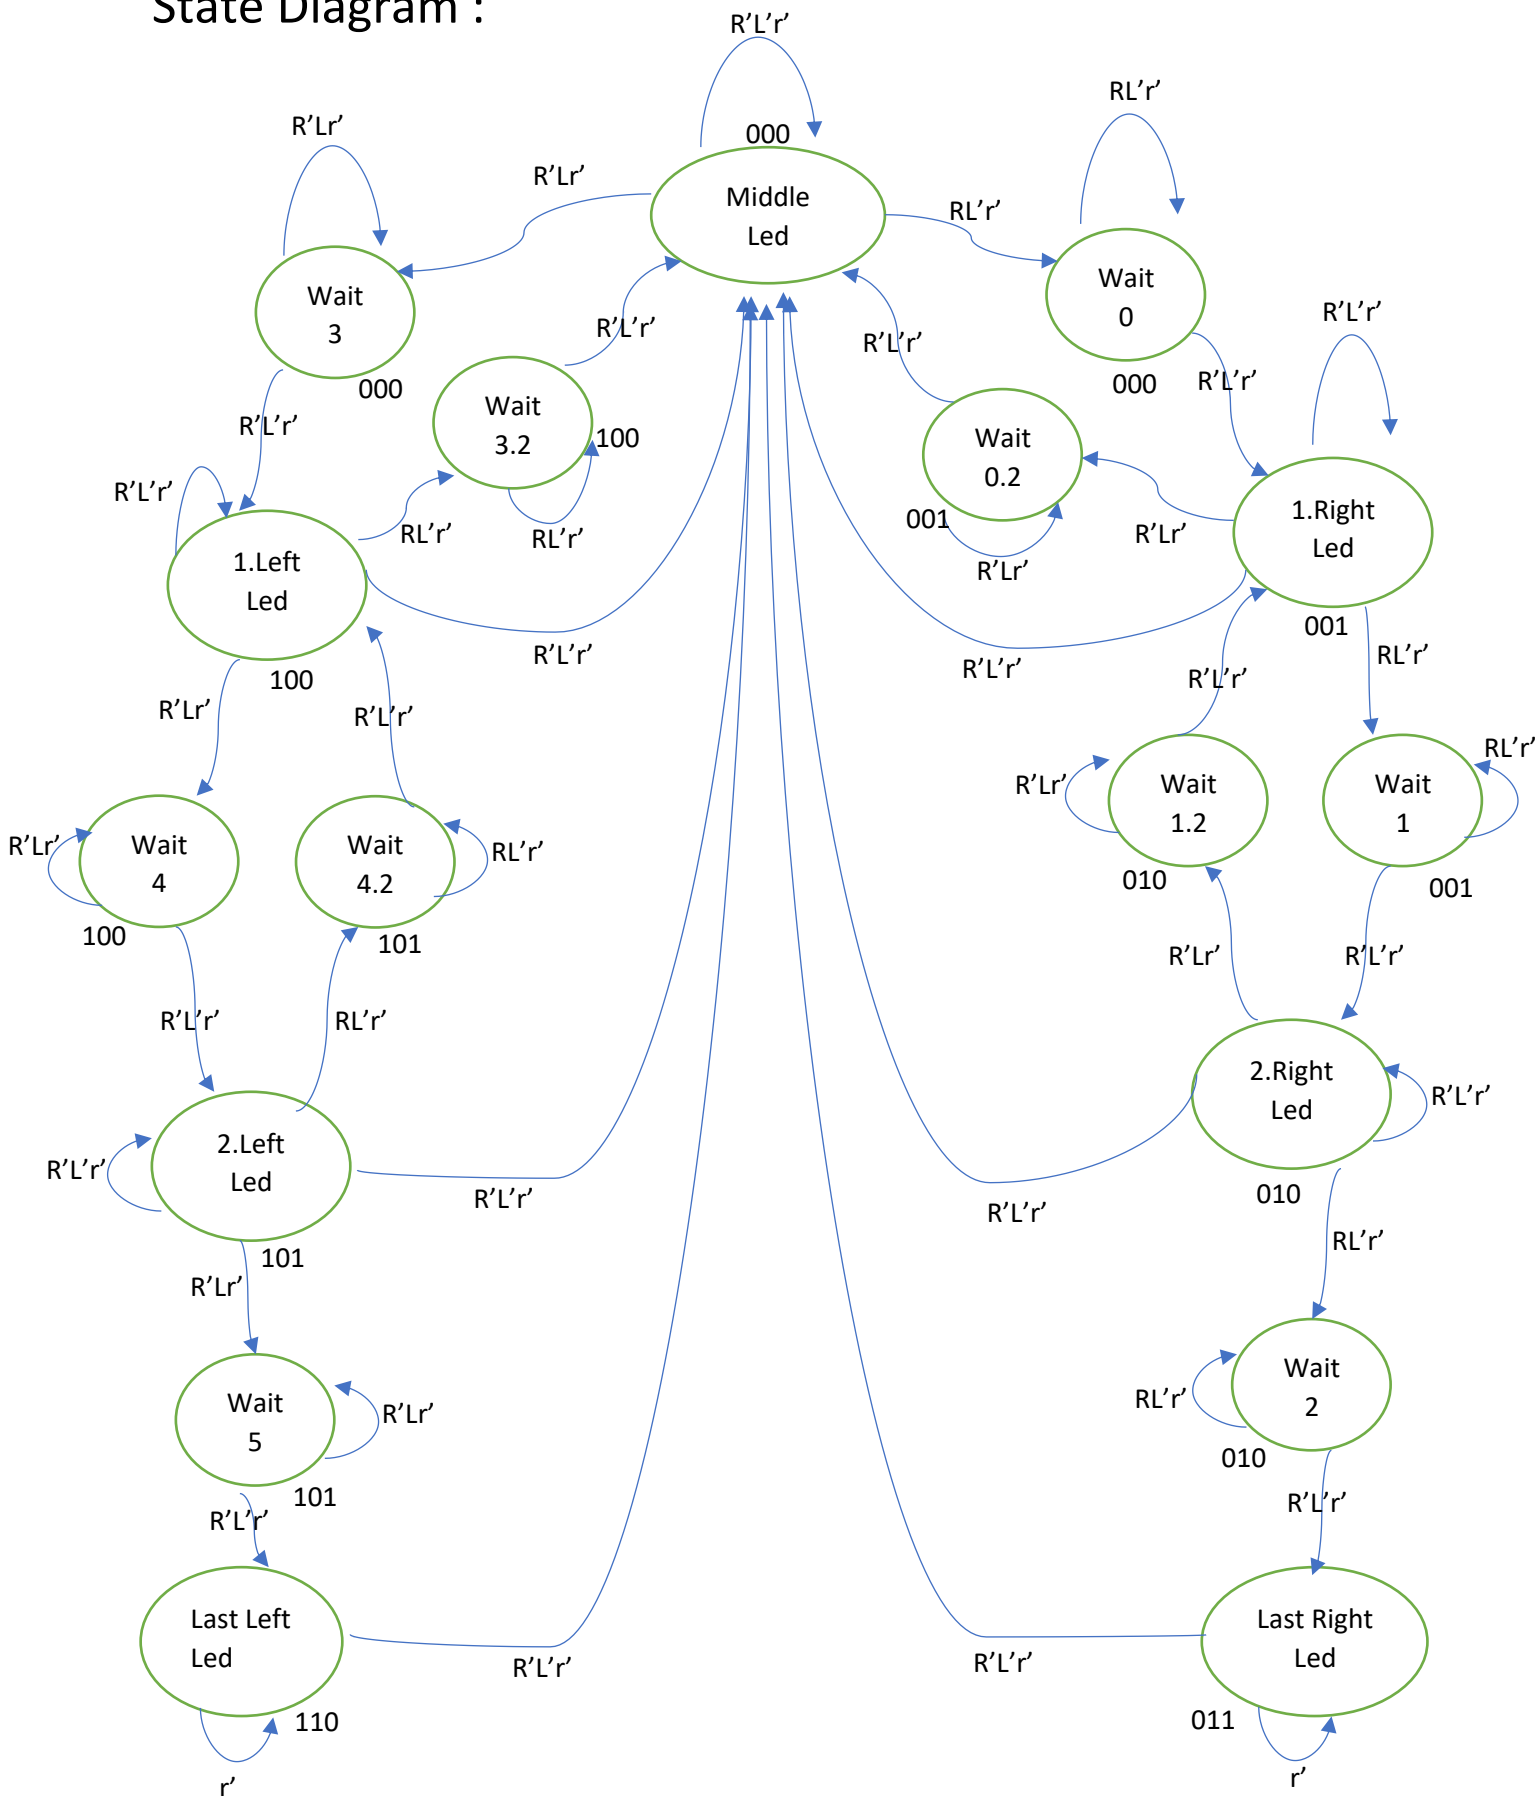 State Diagram :
R'L'r'
RL'r'
R'Lr'
000
R'Lr'
Middle
Led
RL'r'
Wait
3
000
R'L'r'
Wait
0
000
R'L'r'
R'L'r'
R'L'r'
R'L'r'
Wait
3.2
100
RL'r'
RL'r'
Wait
0.2
001
R'Lr'
R'Lr'
R'L'r'
1.Left
Led
100
1.Right
Led
001
R'L'r'
R'L'r'
R'Lr'
R'L'r'
R'L'r'
RL'r'
R'Lr'
Wait
4
100
Wait
4.2
101
RL'r'
R'Lr'
Wait
1.2
010
Wait
1
001
RL'r'
R'L'r'
RL'r'
R'Lr'
R'L'r'
2.Left
Led
101
R'L'r'
R'L'r'
2.Right
Led
010
R'L'r'
R'L'r'
R'Lr'
RL'r'
Wait
5
101
R'Lr'
RL'r'
Wait
2
010
R'L'r'
R'L'r'
Last Left
Led
110
r'
R'L'r'
R'L'r'
Last Right
Led
011
r'